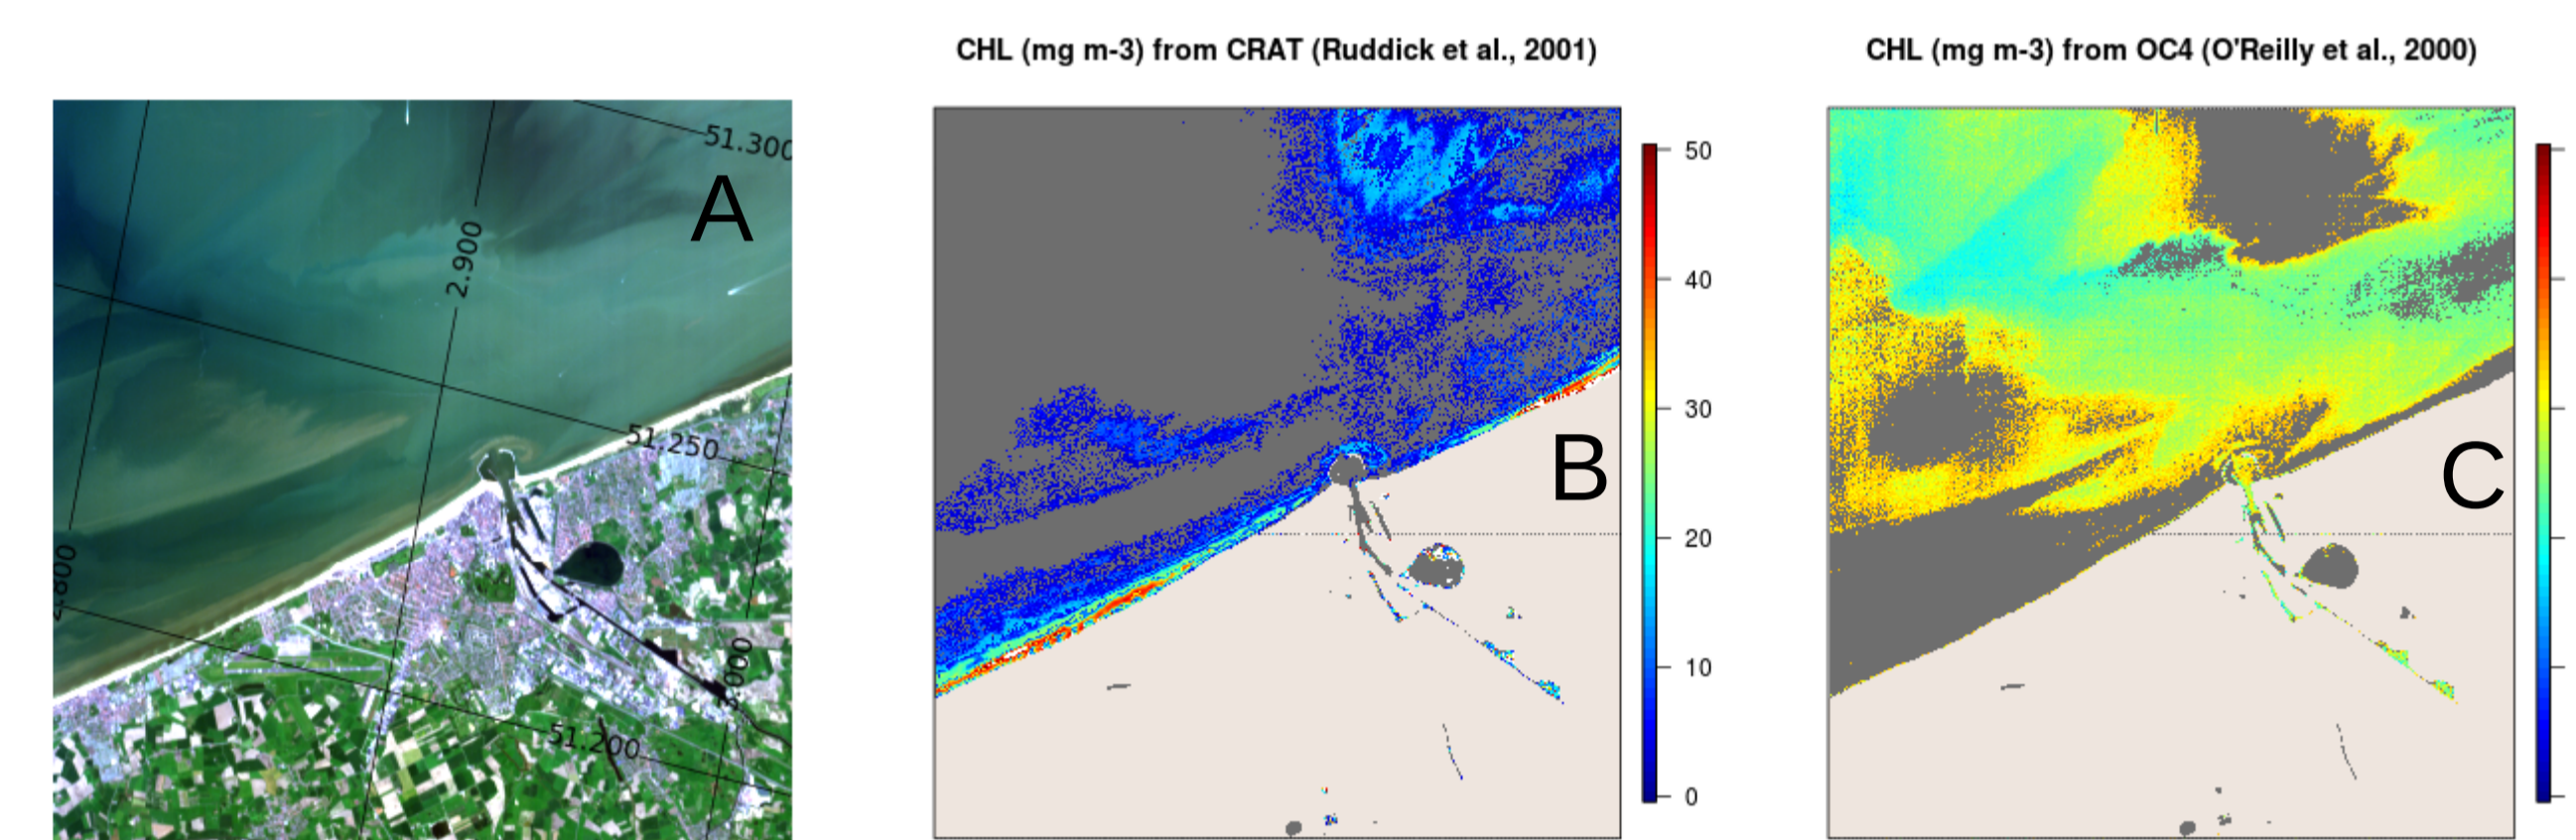 CHL (mg m-3) from CRAT (Ruddick et al., 2001)
CHL (mg m-3) from OC4 (O'Reilly et al., 2000)
51.300
A
2.900
51.250
.800
3.000
51.200
B
50
40
30
20
10
0
C